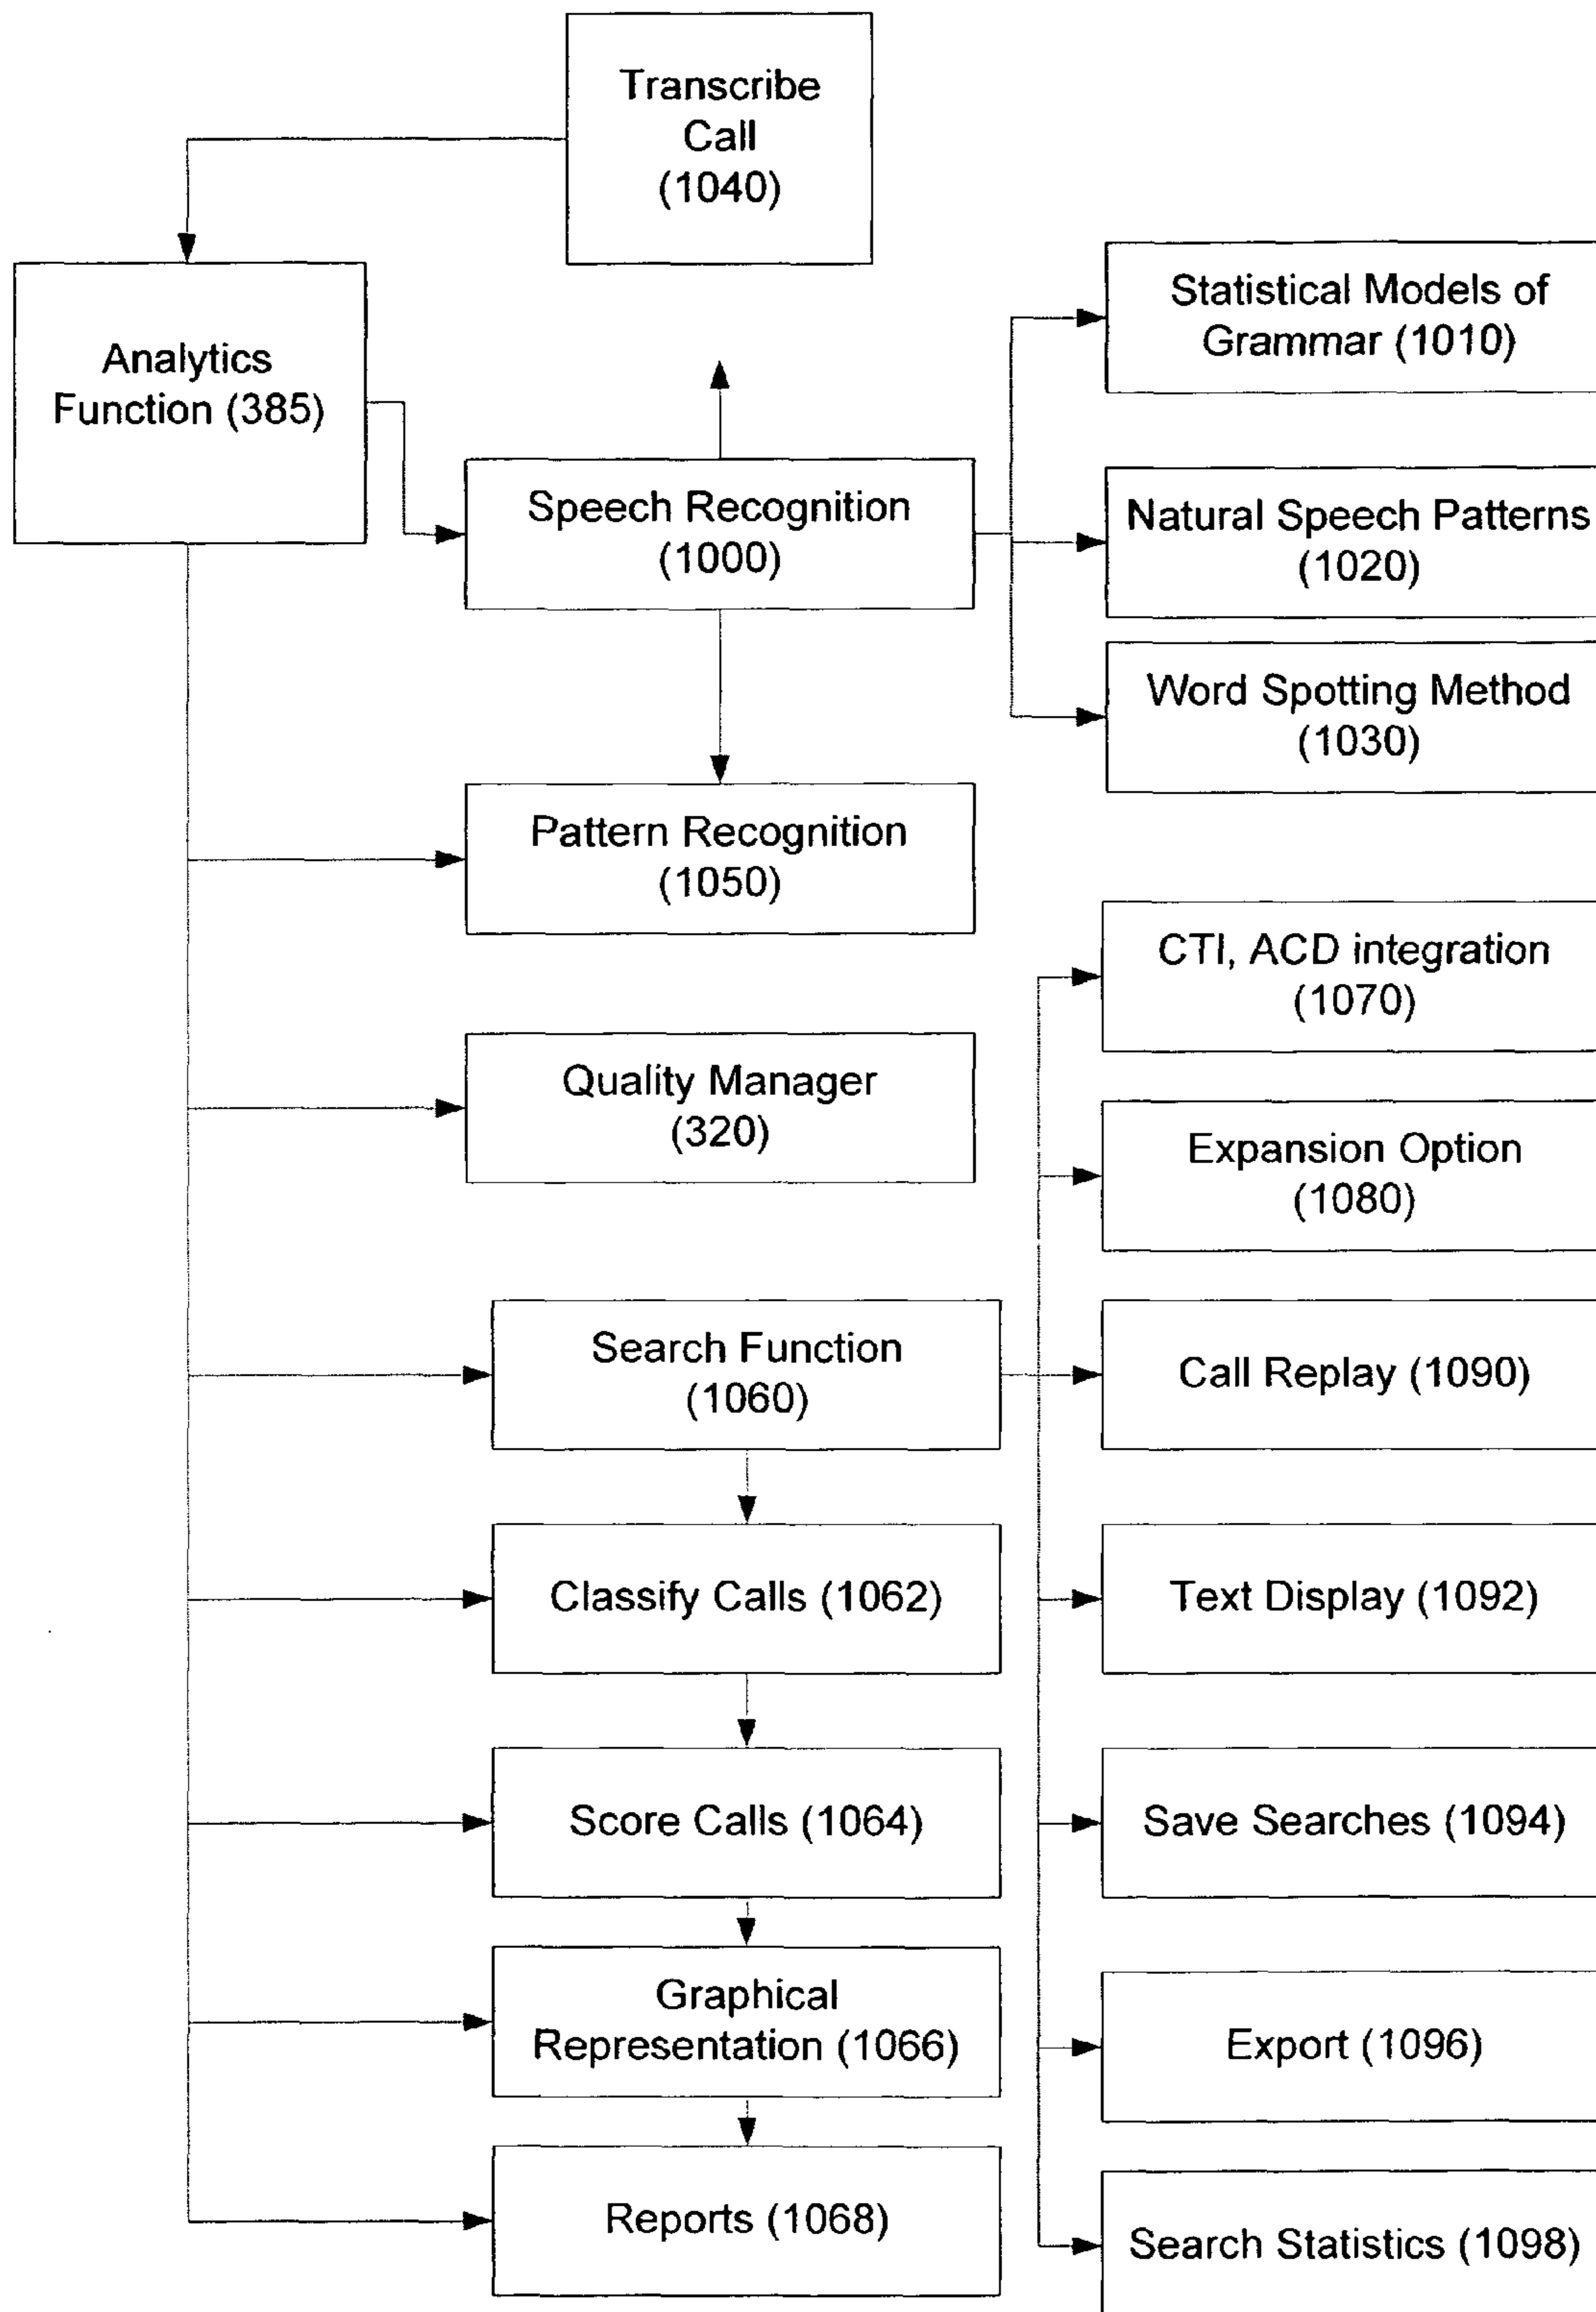 Transcribe
Call
(1040)
Analytics
Function (385)
Statistical Models of
Grammar (1010)
Speech Recognition
(1000)
Natural Speech Patterns
(1020)
Word Spotting Method
(1030)
Pattern Recognition
(1050)
CTI, ACD integration
(1070)
Quality Manager
(320)
Expansion Option
(1080)
Search Function
(1060)
Call Replay (1090)
Classify Calls (1062)
Text Display (1092)
Score Calls (1064)
Save Searches (1094)
Graphical
Representation (1066)
Export (1096)
Reports (1068)
Search Statistics (1098)